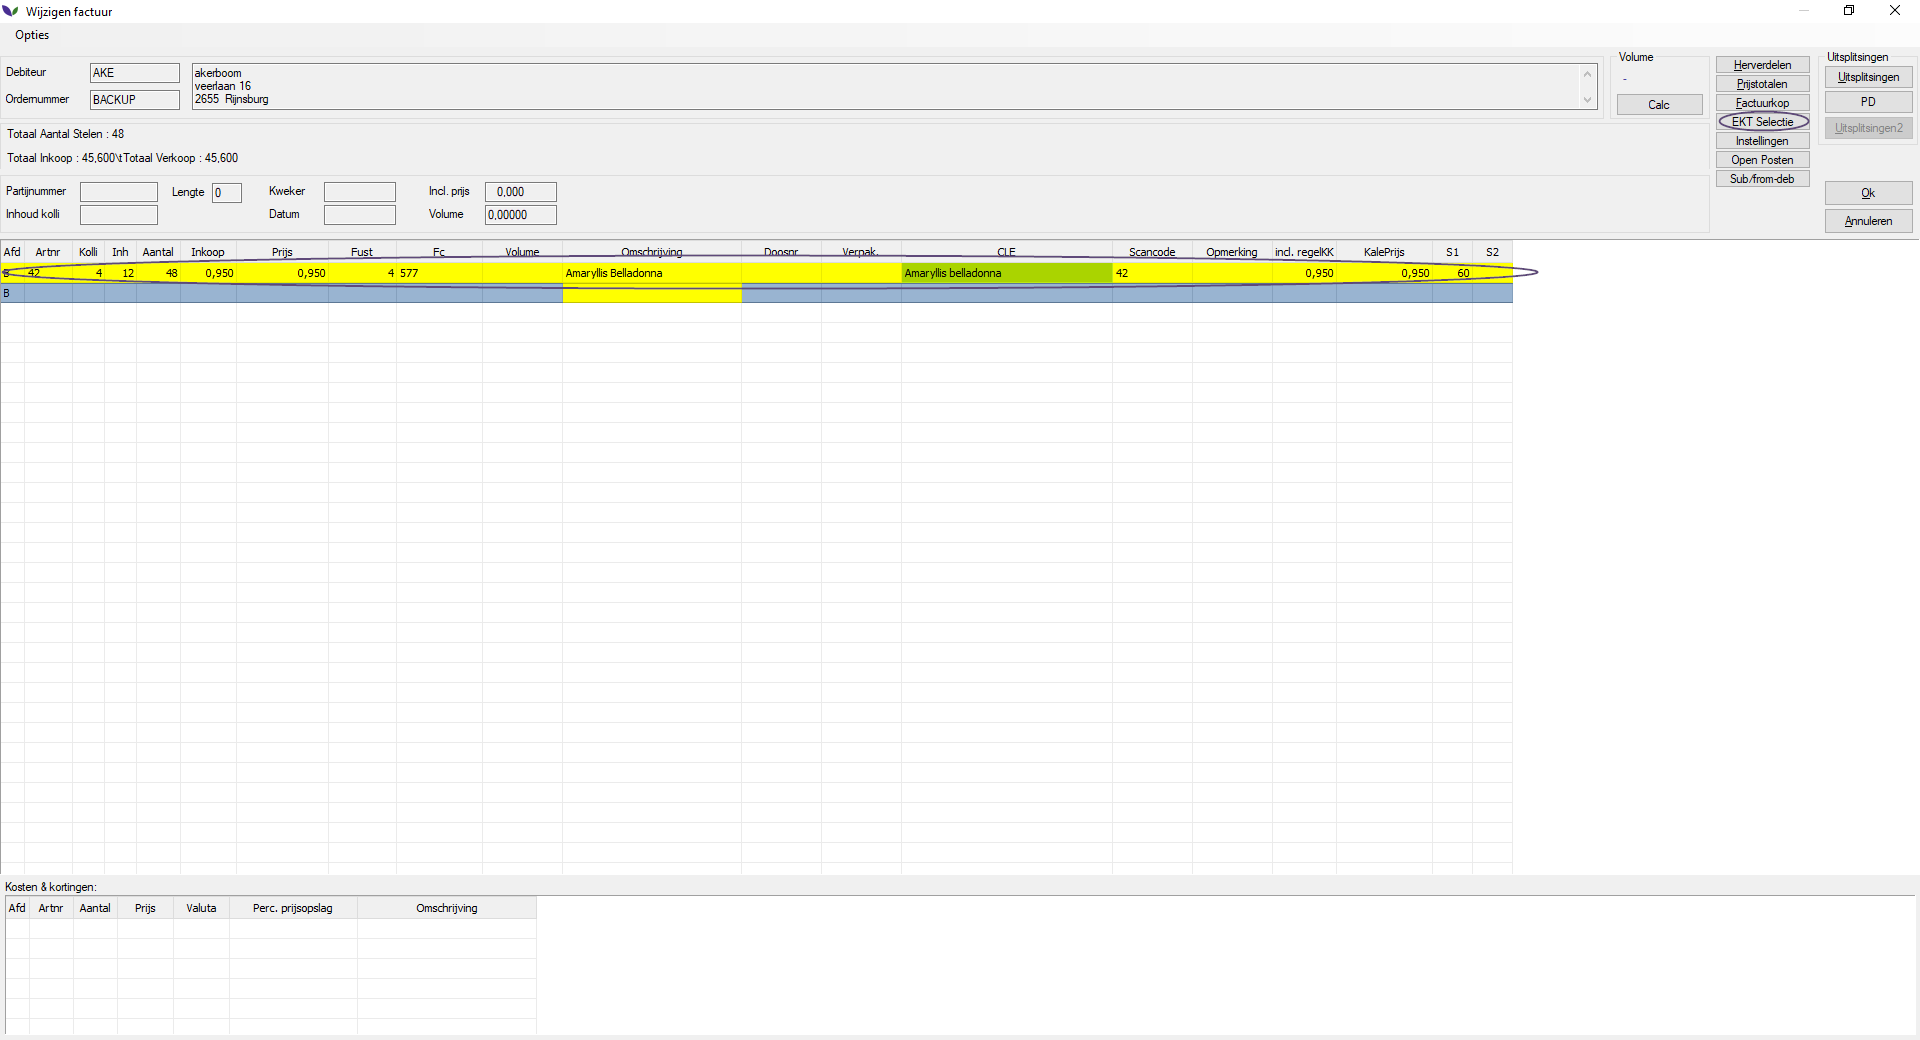 Wijzigen factuur
Opties
Debiteur AKE
Ordernummer BACKUP
akerboom
veerlaan 16
2655 Rijnsburg
Volume
-
Calc
Herverdelen
Prijstotalen
Factuurkop
EKT Selectie
Instellingen
Open Posten
Sub/from-deb
Uitsplitsingen
Uitsplitsingen
PD
Uitsplitsingen2
Ok
Annuleren
Totaal Aantal Stelen : 48
Totaal Inkoop : 45,600\tTotaal Verkoop : 45,600
Partijnummer Lengte 0 Kweker Incl. prijs 0,000
Inhoud kolli Datum Volume 0,00000
Afd Artnr Kolli Inh Aantal Inkoop Prijs Fust Fc Volume Omschrijving Doosnr Verpak. CLE Scancode Opmerking incl. regelKK KalePrijs S1 S2
B 42 4 12 48 0,950 0,950 4 577 Amaryllis Belladonna Amaryllis belladonna 42 0,950 0,950 60
B
Kosten & kortingen:
Afd Artnr Aantal Prijs Valuta Perc. prijsopslag Omschrijving